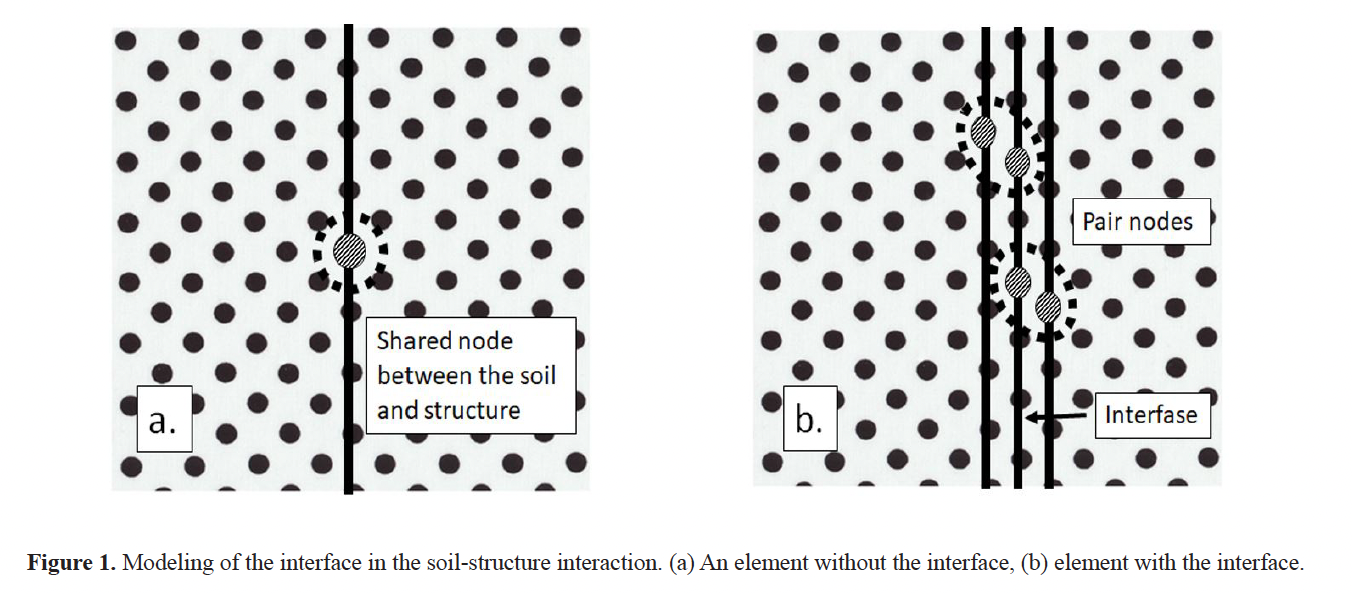 Shared node
between the soil
and structure
a.
Pair nodes
Interfase
b.
Figure 1. Modeling of the interface in the soil-structure interaction. (a) An element without the interface, (b) element with the interface.